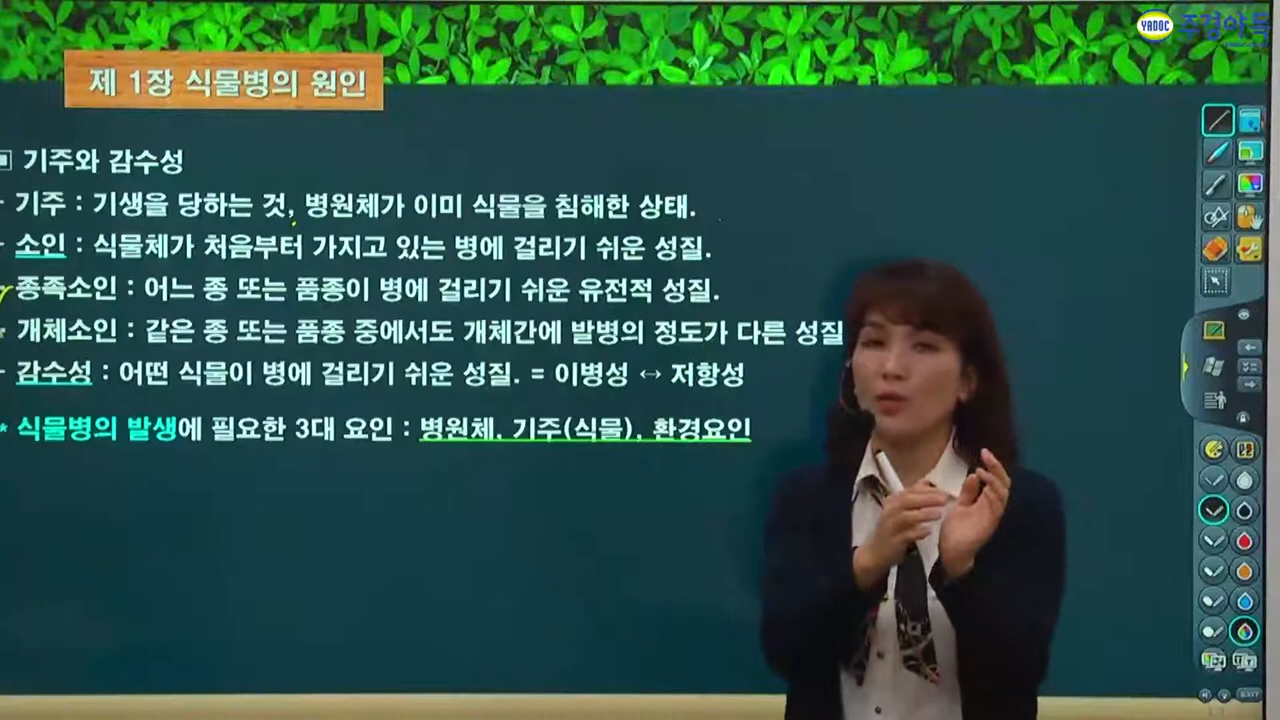 YADOC 주경야독
제 1장 식물병의 원인
▣ 기주와 감수성
- 기주 : 기생을 당하는 것, 병원체가 이미 식물을 침해한 상태.
- 소인 : 식물체가 처음부터 가지고 있는 병에 걸리기 쉬운 성질.
종족소인 : 어느 종 또는 품종이 병에 걸리기 쉬운 유전적 성질.
* 개체소인 : 같은 종 또는 품종 중에서도 개체간에 발병의 정도가 다른 성질
- 감수성 : 어떤 식물이 병에 걸리기 쉬운 성질. = 이병성 ↔ 저항성
* 식물병의 발생에 필요한 3대 요인 : 병원체, 기주(식물), 환경요인
EXIT